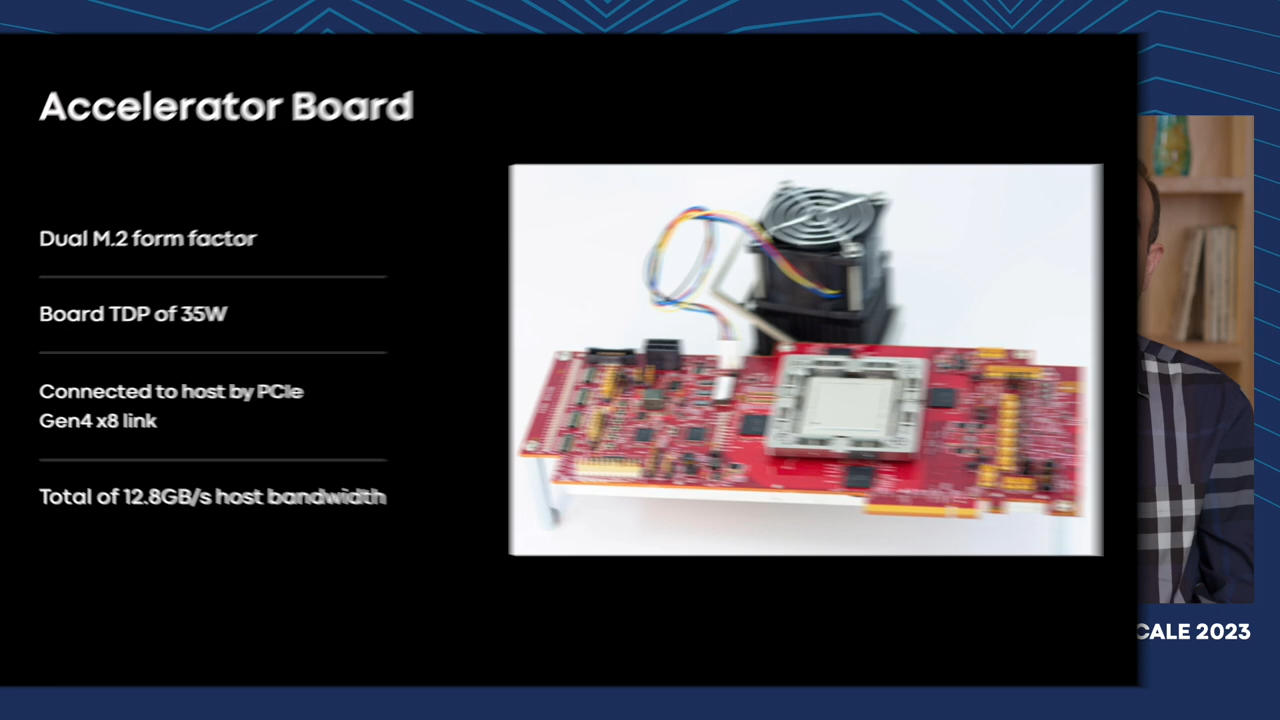 Accelerator Board
Dual M.2 form factor
Board TDP of 35W
Connected to host by PCIe
Gen4 x8 link
Total of 12.8GB/s host bandwidth
CALE 2023